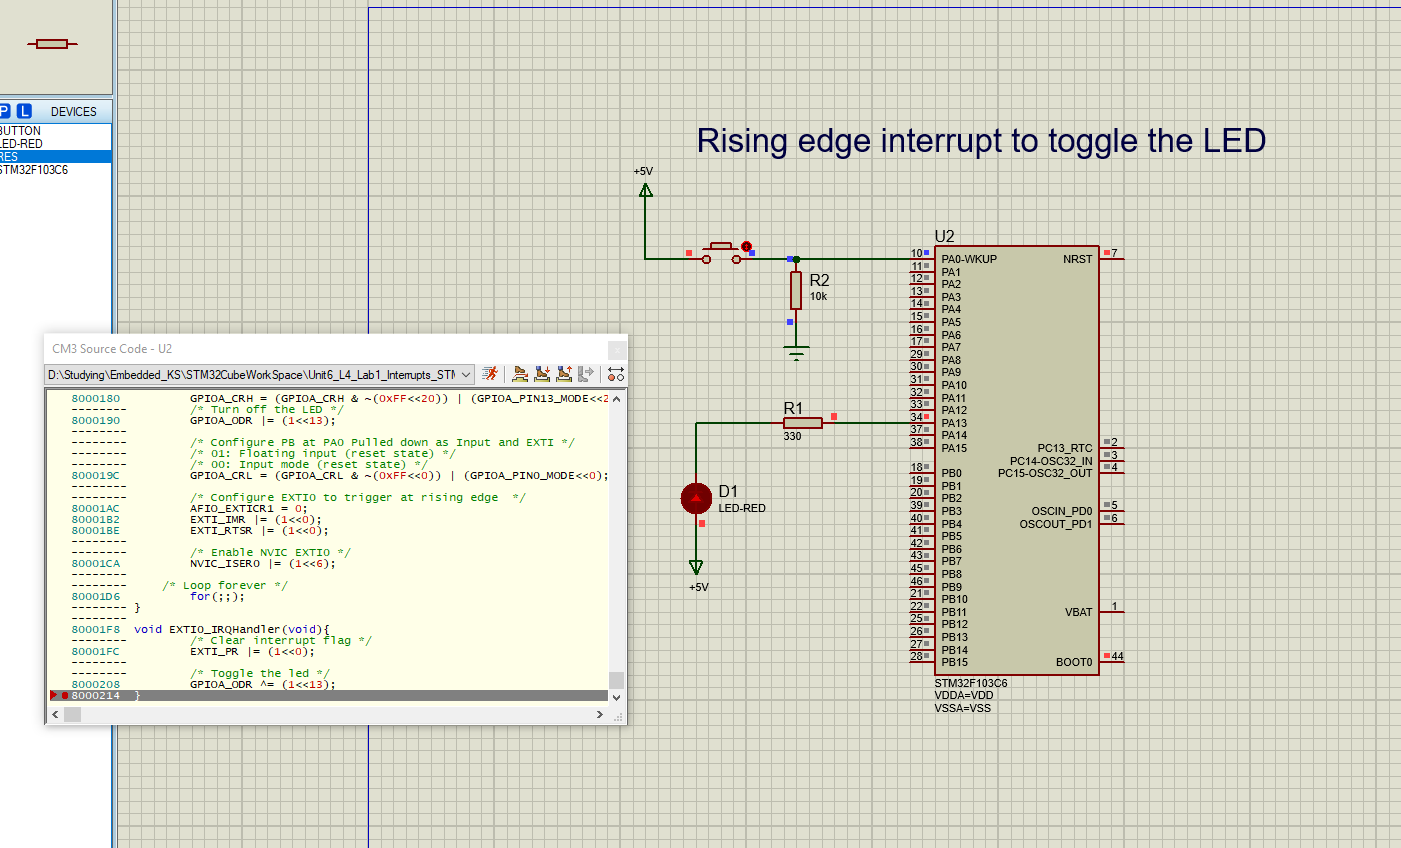 P L DEVICES
BUTTON
LED-RED
RES
STM32F103C6
Rising edge interrupt to toggle the LED
+5V
R2
10k
R1
330
D1
LED-RED
+5V
U2
10 PA0-WKUP
11 PA1
12 PA2
13 PA3
14 PA4
15 PA5
16 PA6
17 PA7
29 PA8
30 PA9
31 PA10
32 PA11
33 PA12
34 PA13
37 PA14
38 PA15
18 PB0
19 PB1
20 PB2
39 PB3
40 PB4
41 PB5
42 PB6
43 PB7
45 PB8
46 PB9
21 PB10
22 PB11
25 PB12
26 PB13
27 PB14
28 PB15
NRST 7
PC13_RTC 2
PC14-OSC32_IN 3
PC15-OSC32_OUT 4
OSCIN_PD0 5
OSCOUT_PD1 6
VBAT 1
BOOT0 44
STM32F103C6
VDDA=VDD
VSSA=VSS
CM3 Source Code - U2
D:\Studying\Embedded_KS\STM32CubeWorkSpace\Unit6_L4_Lab1_Interrupts_STM
8000180 GPIOA_CRH = (GPIOA_CRH & ~(0xFF<<20)) | (GPIOA_PIN13_MODE<<2
-------- /* Turn off the LED */
8000190 GPIOA_ODR |= (1<<13);
--------
-------- /* Configure PB at PA0 Pulled down as Input and EXTI */
-------- /* 01: Floating input (reset state) */
-------- /* 00: Input mode (reset state) */
800019C GPIOA_CRL = (GPIOA_CRL & ~(0xFF<<0)) | (GPIOA_PIN0_MODE<<0);
--------
-------- /* Configure EXTI0 to trigger at rising edge  */
80001AC AFIO_EXTICR1 = 0;
80001B2 EXTI_IMR |= (1<<0);
80001BE EXTI_RTSR |= (1<<0);
--------
-------- /* Enable NVIC EXTI0 */
80001CA NVIC_ISER0 |= (1<<6);
--------
-------- /* Loop forever */
80001D6 for(;;);
-------- }
--------
80001F8 void EXTI0_IRQHandler(void){
-------- /* Clear interrupt flag */
80001FC EXTI_PR |= (1<<0);
--------
-------- /* Toggle the led */
8000208 GPIOA_ODR ^= (1<<13);
8000214 }